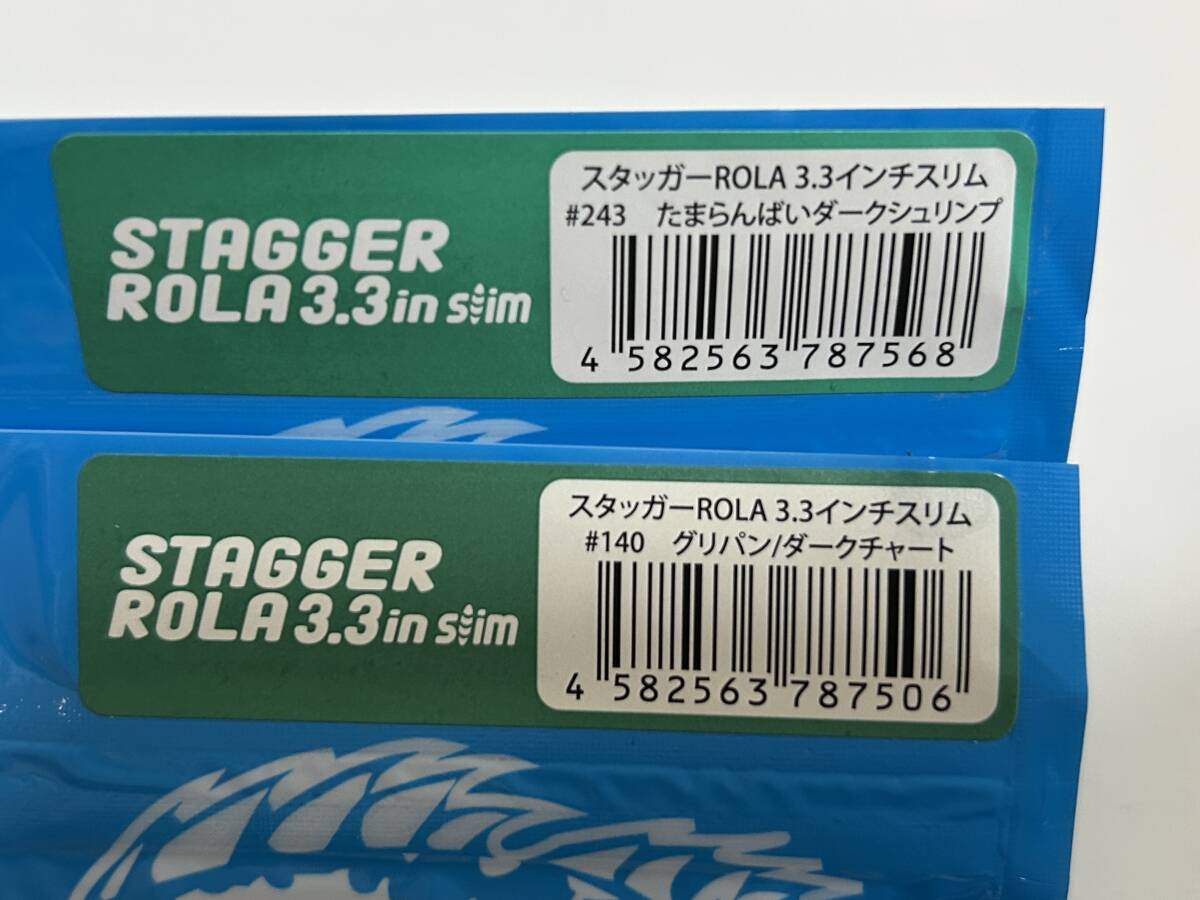 STAGGER
ROLA 3.3 in slim
スタッガーROLA 3.3インチスリム
#243 たまらんばいダークシュリンプ
4 582563 787568
STAGGER
ROLA 3.3 in slim
スタッガーROLA 3.3インチスリム
#140 グリパン/ダークチャート
4 582563 787506